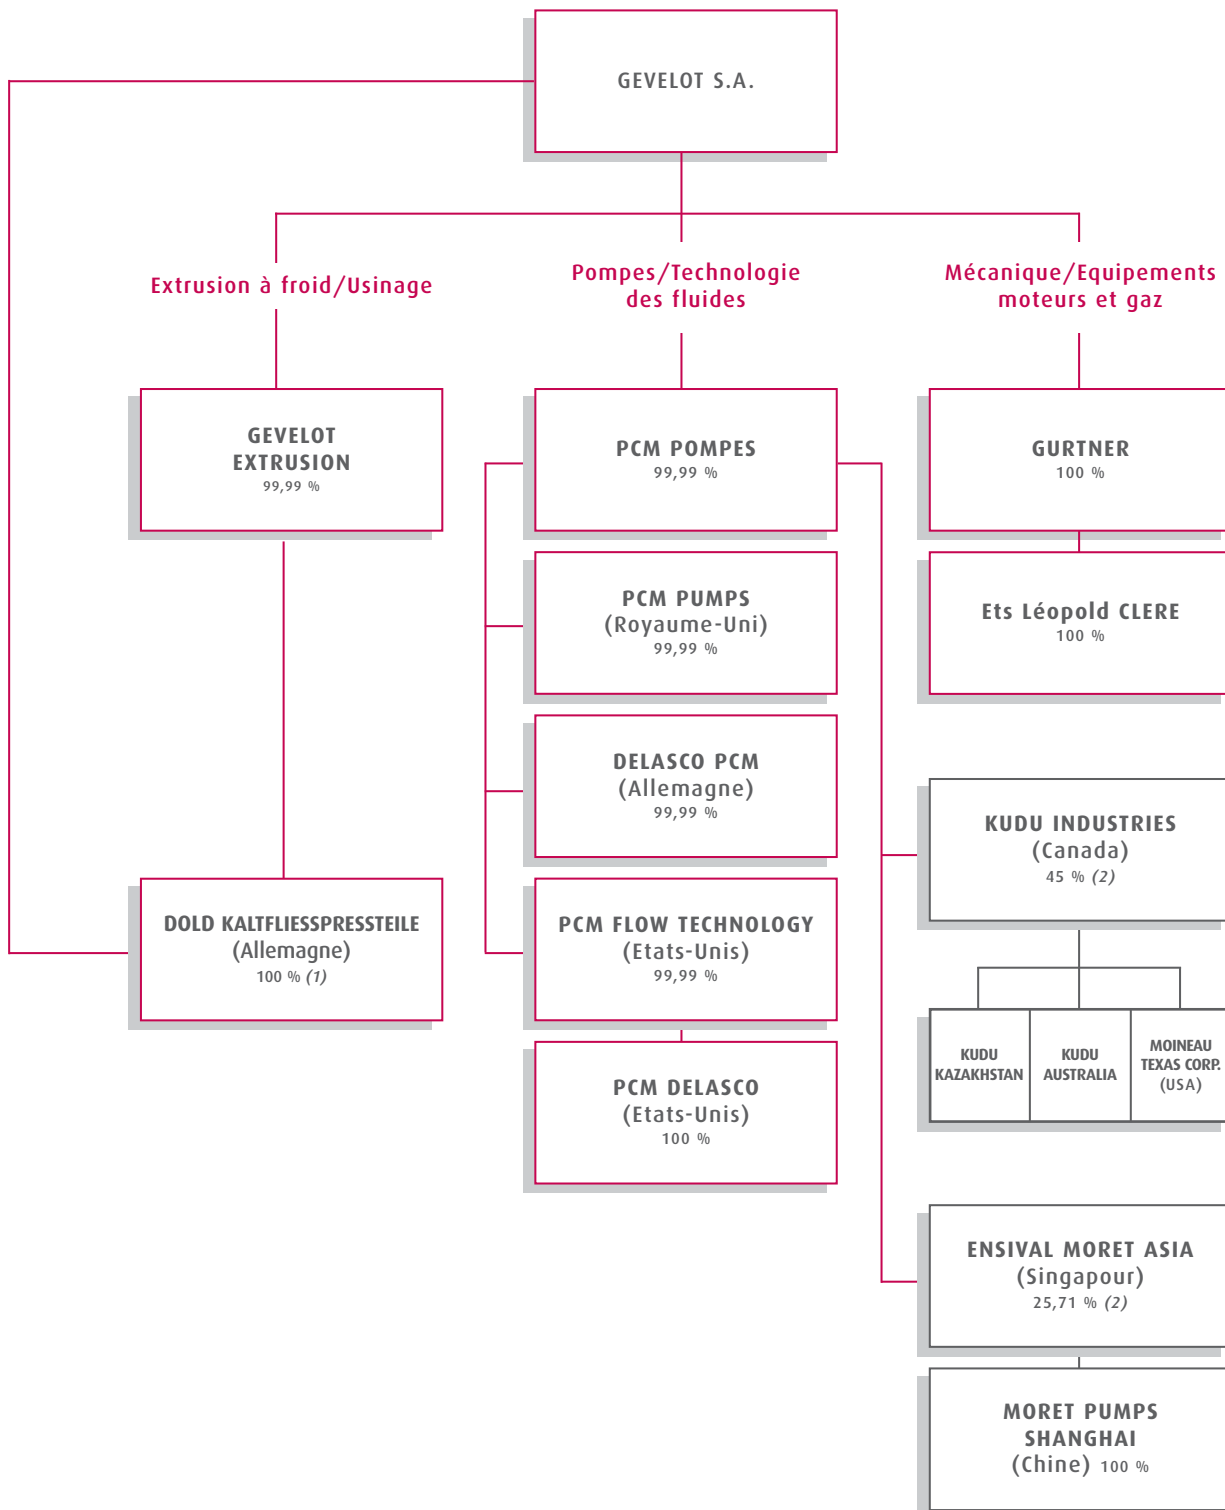 GEVELOT S.A.
Extrusion à froid/Usinage
Pompes/Technologie
des fluides
Mécanique/Equipements
moteurs et gaz
GEVELOT
EXTRUSION
99,99 %
PCM POMPES
99,99 %
GURTNER
100 %
PCM PUMPS
(Royaume-Uni)
99,99 %
Ets Léopold CLERE
100 %
DELASCO PCM
(Allemagne)
99,99 %
KUDU INDUSTRIES
(Canada)
45 % (2)
DOLD KALTFLIESSPRESSTEILE
(Allemagne)
100 % (1)
PCM FLOW TECHNOLOGY
(Etats-Unis)
99,99 %
KUDU
KAZAKHSTAN
KUDU
AUSTRALIA
MOINEAU
TEXAS CORP.
(USA)
PCM DELASCO
(Etats-Unis)
100 %
ENSIVAL MORET ASIA
(Singapour)
25,71 % (2)
MORET PUMPS
SHANGHAI
(Chine) 100 %